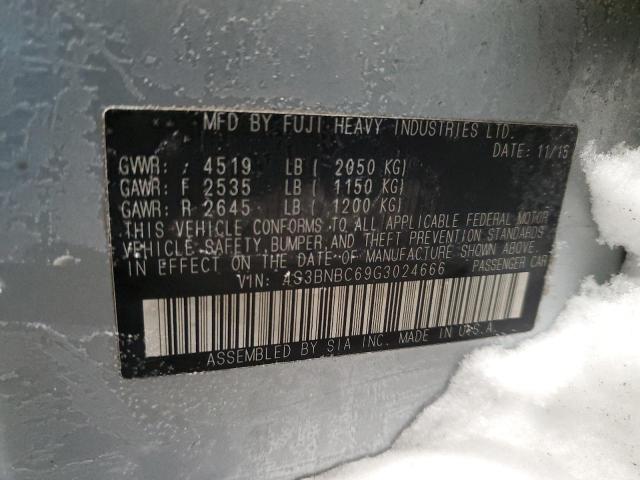 MFD BY FUJI HEAVY INDUSTRIES LTD.
DATE: 11/15
GVWR: 4519 LB ( 2050 KG)
GAWR: F 2535 LB ( 1150 KG)
GAWR: R 2645 LB ( 1200 KG)
THIS VEHICLE CONFORMS TO ALL APPLICABLE FEDERAL MOTOR
VEHICLE SAFETY, BUMPER, AND THEFT PREVENTION STANDARDS
IN EFFECT ON THE DATE OF MANUFACTURE SHOWN ABOVE.
VIN: 4S3BNBC69G3024666 PASSENGER CAR
ASSEMBLED BY SIA INC. MADE IN U.S.A.